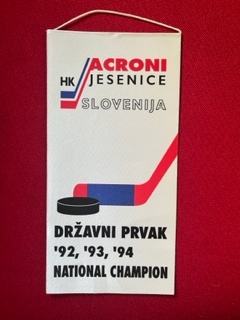 ACRONI
HK JESENICE
SLOVENIJA
DRŽAVNI PRVAK
'92, '93, '94
NATIONAL CHAMPION